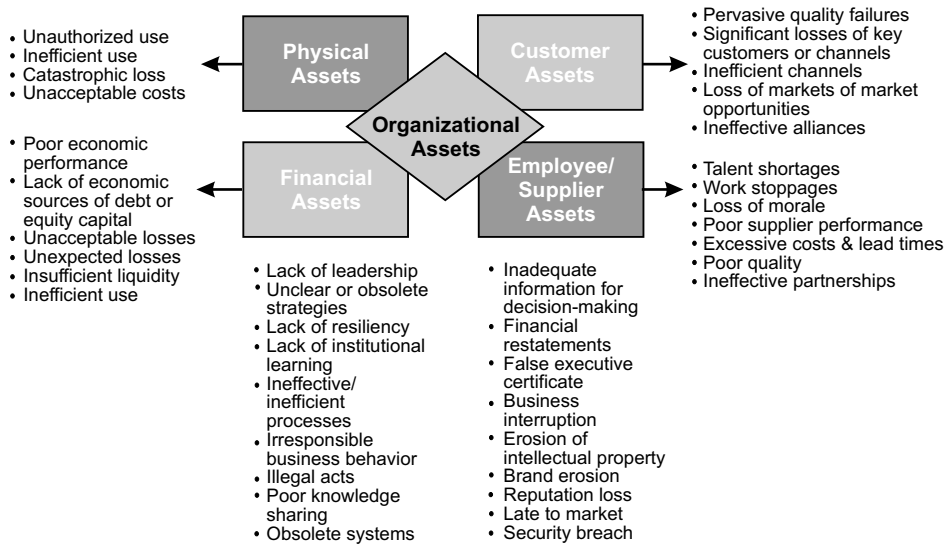 • Unauthorized use
• Inefficient use
• Catastrophic loss
• Unacceptable costs
Physical
Assets
Customer
Assets
• Pervasive quality failures
• Significant losses of key
customers or channels
• Inefficient channels
• Loss of markets of market
opportunities
• Ineffective alliances
Organizational
Assets
• Poor economic
performance
• Lack of economic
sources of debt or
equity capital
• Unacceptable losses
• Unexpected losses
• Insufficient liquidity
• Inefficient use
Financial
Assets
Employee/
Supplier
Assets
• Talent shortages
• Work stoppages
• Loss of morale
• Poor supplier performance
• Excessive costs & lead times
• Poor quality
• Ineffective partnerships
• Lack of leadership
• Unclear or obsolete
strategies
• Lack of resiliency
• Lack of institutional
learning
• Ineffective/
inefficient
processes
• Irresponsible
business behavior
• Illegal acts
• Poor knowledge
sharing
• Obsolete systems
• Inadequate
information for
decision-making
• Financial
restatements
• False executive
certificate
• Business
interruption
• Erosion of
intellectual property
• Brand erosion
• Reputation loss
• Late to market
• Security breach